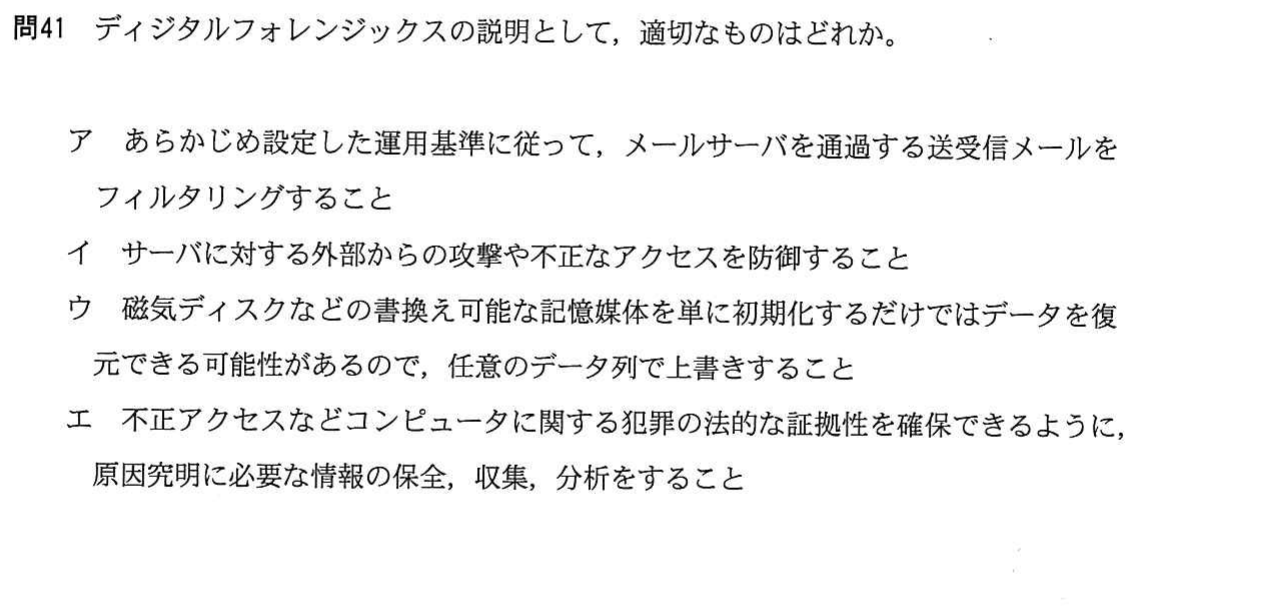 問41　ディジタルフォレンジックスの説明として，適切なものはどれか。
ア　あらかじめ設定した運用基準に従って，メールサーバを通過する送受信メールを
フィルタリングすること
イ　サーバに対する外部からの攻撃や不正なアクセスを防御すること
ウ　磁気ディスクなどの書換え可能な記憶媒体を単に初期化するだけではデータを復
元できる可能性があるので，任意のデータ列で上書きすること
エ　不正アクセスなどコンピュータに関する犯罪の法的な証拠性を確保できるように，
原因究明に必要な情報の保全，収集，分析をすること